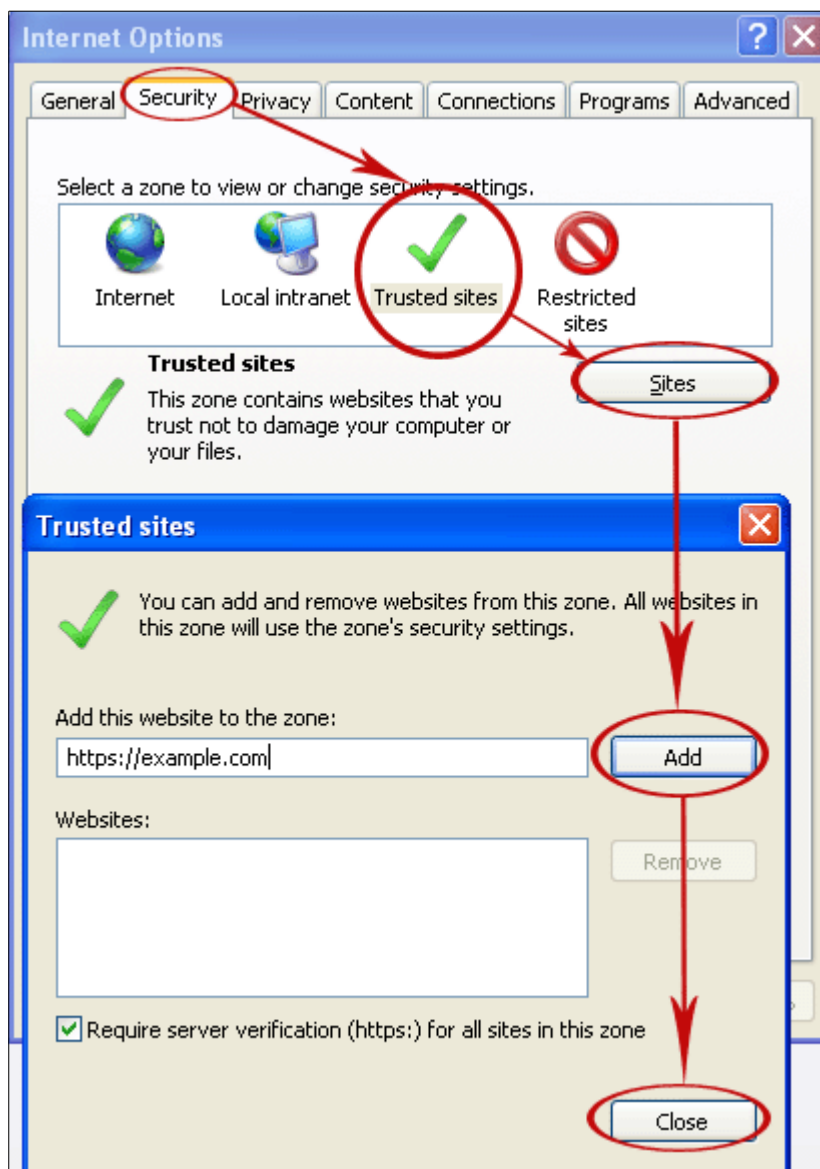 Internet Options
?
General Security Privacy Content Connections Programs Advanced
Select a zone to view or change security settings.
Internet
Local intranet
Trusted sites
Restricted
sites
Trusted sites
Sites
This zone contains websites that you
trust not to damage your computer or
your files.
Trusted sites
You can add and remove websites from this zone. All websites in
this zone will use the zone's security settings.
Add this website to the zone:
https://example.com
Add
Websites:
Remove
Require server verification (https:) for all sites in this zone
Close